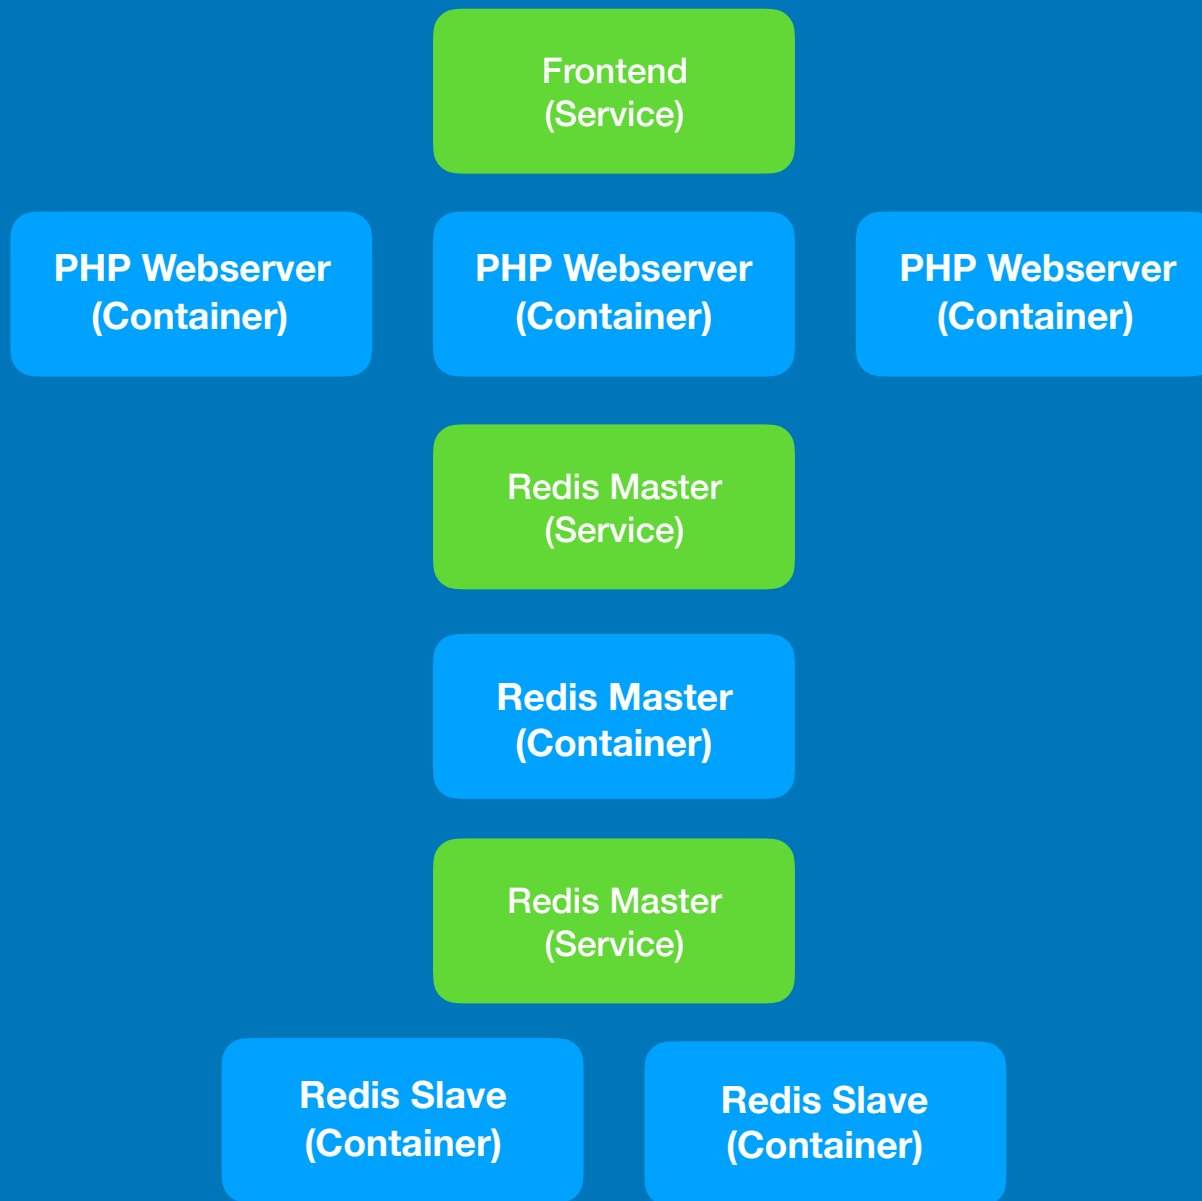 Frontend
(Service)
PHP Webserver
(Container)
PHP Webserver
(Container)
PHP Webserver
(Container)
Redis Master
(Service)
Redis Master
(Container)
Redis Master
(Service)
Redis Slave
(Container)
Redis Slave
(Container)